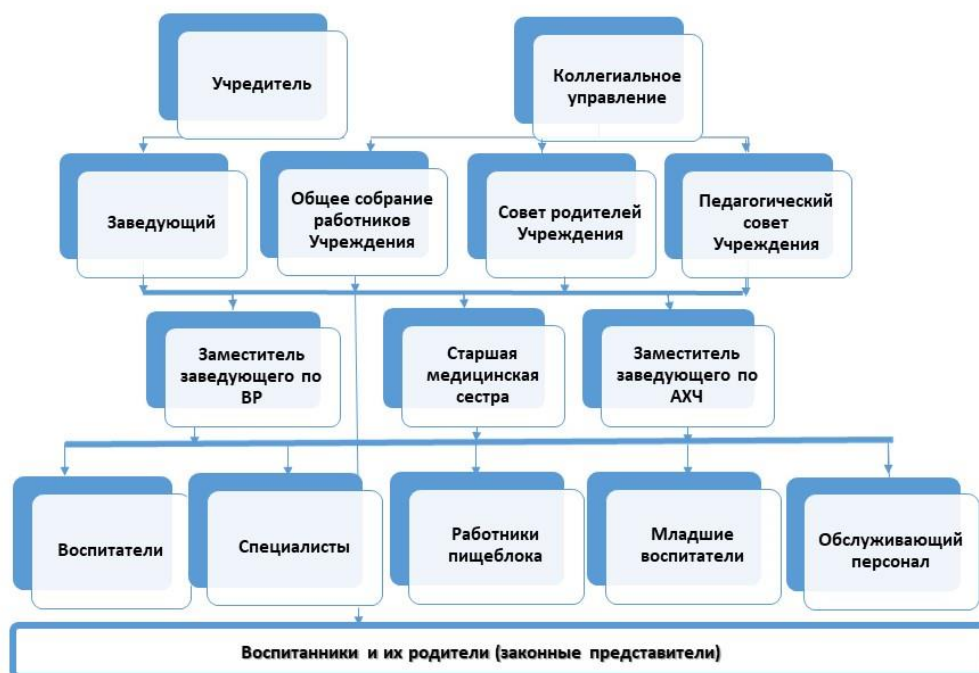 Учредитель
Коллегиальное
управление
Заведующий
Общее собрание
работников
Учреждения
Совет родителей
Учреждения
Педагогический
совет
Учреждения
Заместитель
заведующего по
ВР
Старшая
медицинская
сестра
Заместитель
заведующего по
АХЧ
Воспитатели
Специалисты
Работники
пищеблока
Младшие
воспитатели
Обслуживающий
персонал
Воспитанники и их родители (законные представители)